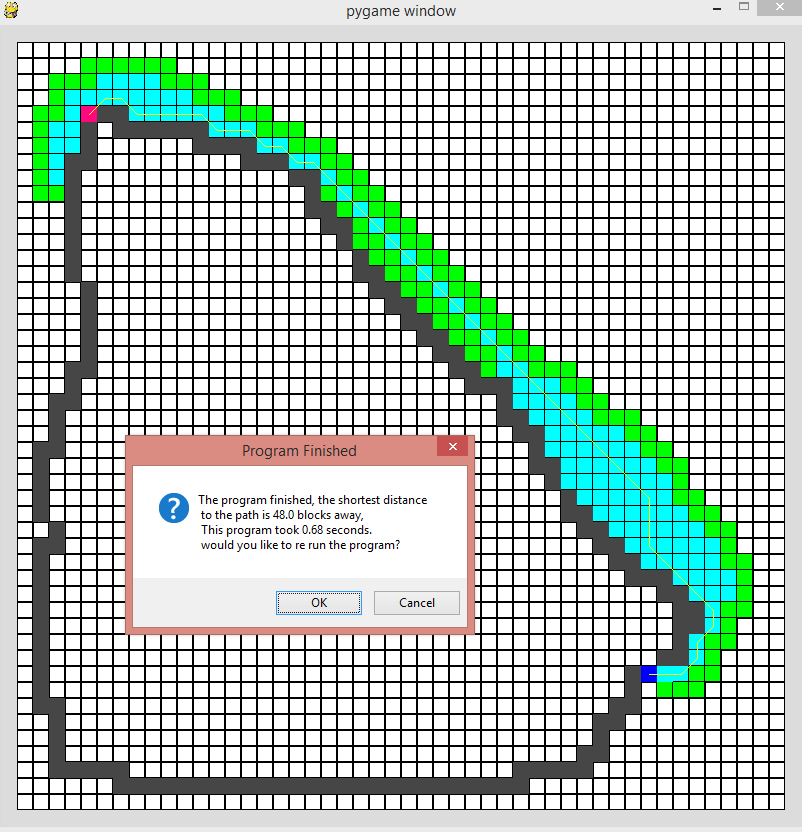 pygame window
Program Finished
The program finished, the shortest distance
to the path is 48.0 blocks away,
This program took 0.68 seconds.
would you like to re run the program?
OK
Cancel